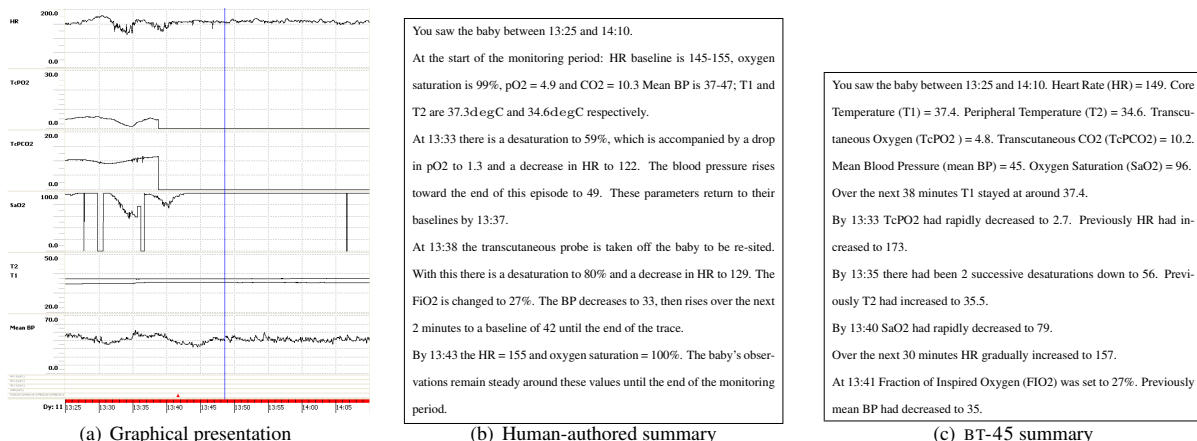 HR
200.0
0.0
TcPO2
30.0
0.0
TcPCO2
20.0
0.0
SaO2
100.0
0.0
T2
T1
50.0
20.0
Mean BP
70.0
0.0
Dy: 11
13:25 13:30 13:35 13:40 13:45 13:50 13:55 14:00 14:05
(a) Graphical presentation
You saw the baby between 13:25 and 14:10.
At the start of the monitoring period: HR baseline is 145-155, oxygen
saturation is 99%, pO2 = 4.9 and CO2 = 10.3 Mean BP is 37-47; T1 and
T2 are 37.3degC and 34.6degC respectively.
At 13:33 there is a desaturation to 59%, which is accompanied by a drop
in pO2 to 1.3 and a decrease in HR to 122. The blood pressure rises
toward the end of this episode to 49. These parameters return to their
baselines by 13:37.
At 13:38 the transcutaneous probe is taken off the baby to be re-sited.
With this there is a desaturation to 80% and a decrease in HR to 129. The
FiO2 is changed to 27%. The BP decreases to 33, then rises over the next
2 minutes to a baseline of 42 until the end of the trace.
By 13:43 the HR = 155 and oxygen saturation = 100%. The baby's obser-
vations remain steady around these values until the end of the monitoring
period.
(b) Human-authored summary
You saw the baby between 13:25 and 14:10. Heart Rate (HR) = 149. Core
Temperature (T1) = 37.4. Peripheral Temperature (T2) = 34.6. Transcu-
taneous Oxygen (TcPO2 ) = 4.8. Transcutaneous CO2 (TcPCO2) = 10.2.
Mean Blood Pressure (mean BP) = 45. Oxygen Saturation (SaO2) = 96.
Over the next 38 minutes T1 stayed at around 37.4.
By 13:33 TcPO2 had rapidly decreased to 2.7. Previously HR had in-
creased to 173.
By 13:35 there had been 2 successive desaturations down to 56. Previ-
ously T2 had increased to 35.5.
By 13:40 SaO2 had rapidly decreased to 79.
Over the next 30 minutes HR gradually increased to 157.
At 13:41 Fraction of Inspired Oxygen (FIO2) was set to 27%. Previously
mean BP had decreased to 35.
(c) BT-45 summary